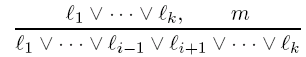 ℓ₁ ∨ ··· ∨ ℓₖ,    m
ℓ₁ ∨ ··· ∨ ℓᵢ₋₁ ∨ ℓᵢ₊₁ ∨ ··· ∨ ℓₖ